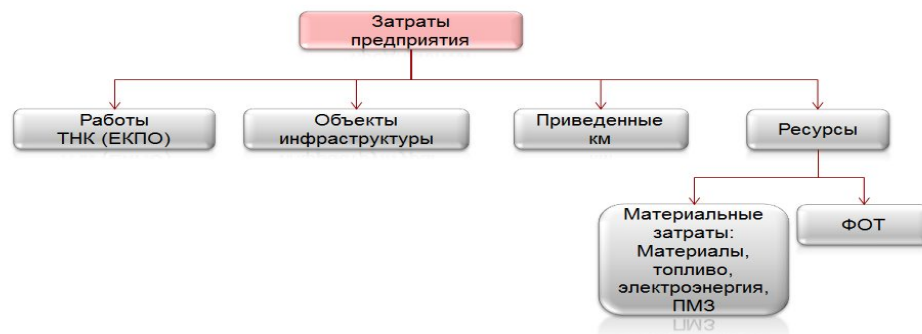 Затраты
предприятия
Работы
ТНК (ЕКПО)
Объекты
инфраструктуры
Приведенные
км
Ресурсы
Материальные
затраты:
Материалы,
топливо,
электроэнергия,
ПМЗ
ФОТ